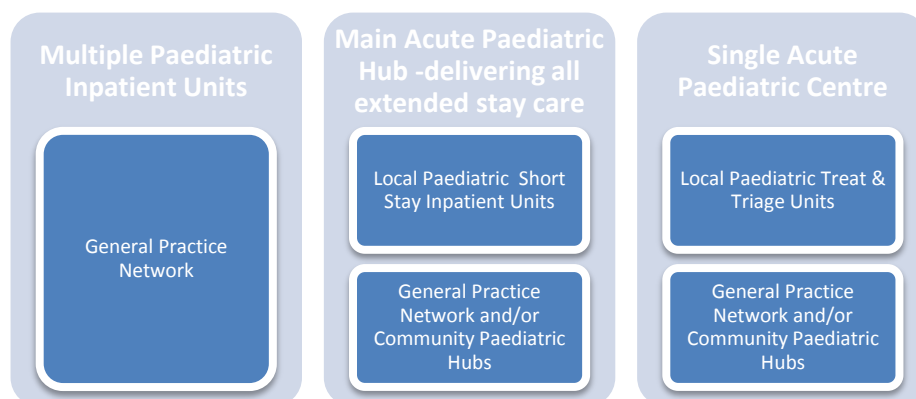 Multiple Paediatric
Inpatient Units
General Practice
Network
Main Acute Paediatric
Hub -delivering all
extended stay care
Local Paediatric  Short
Stay Inpatient Units
General Practice
Network and/or
Community Paediatric
Hubs
Single Acute
Paediatric Centre
Local Paediatric Treat &
Triage Units
General Practice
Network and/or
Community Paediatric
Hubs